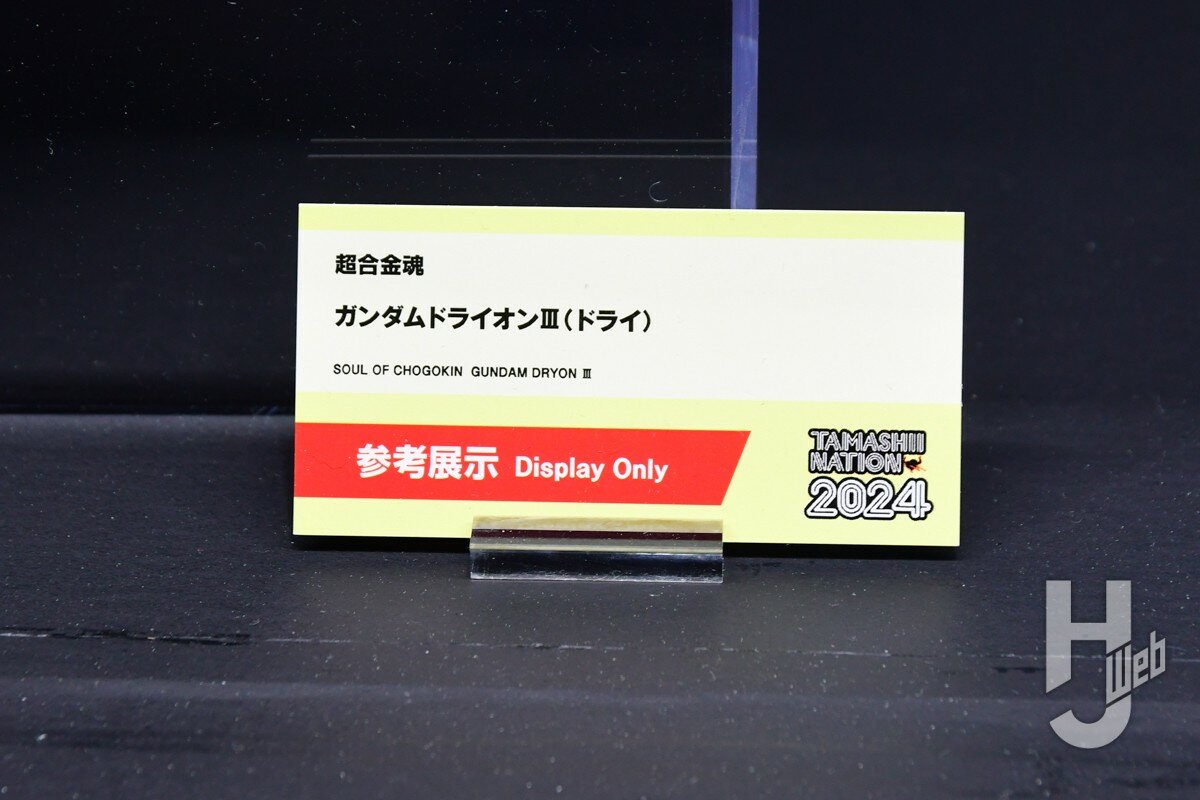 超合金魂
ガンダムドライオンⅢ(ドライ)
SOUL OF CHOGOKIN GUNDAM DRYON Ⅲ
参考展示 Display Only
TAMASHII
NATION
2024
HJ Web